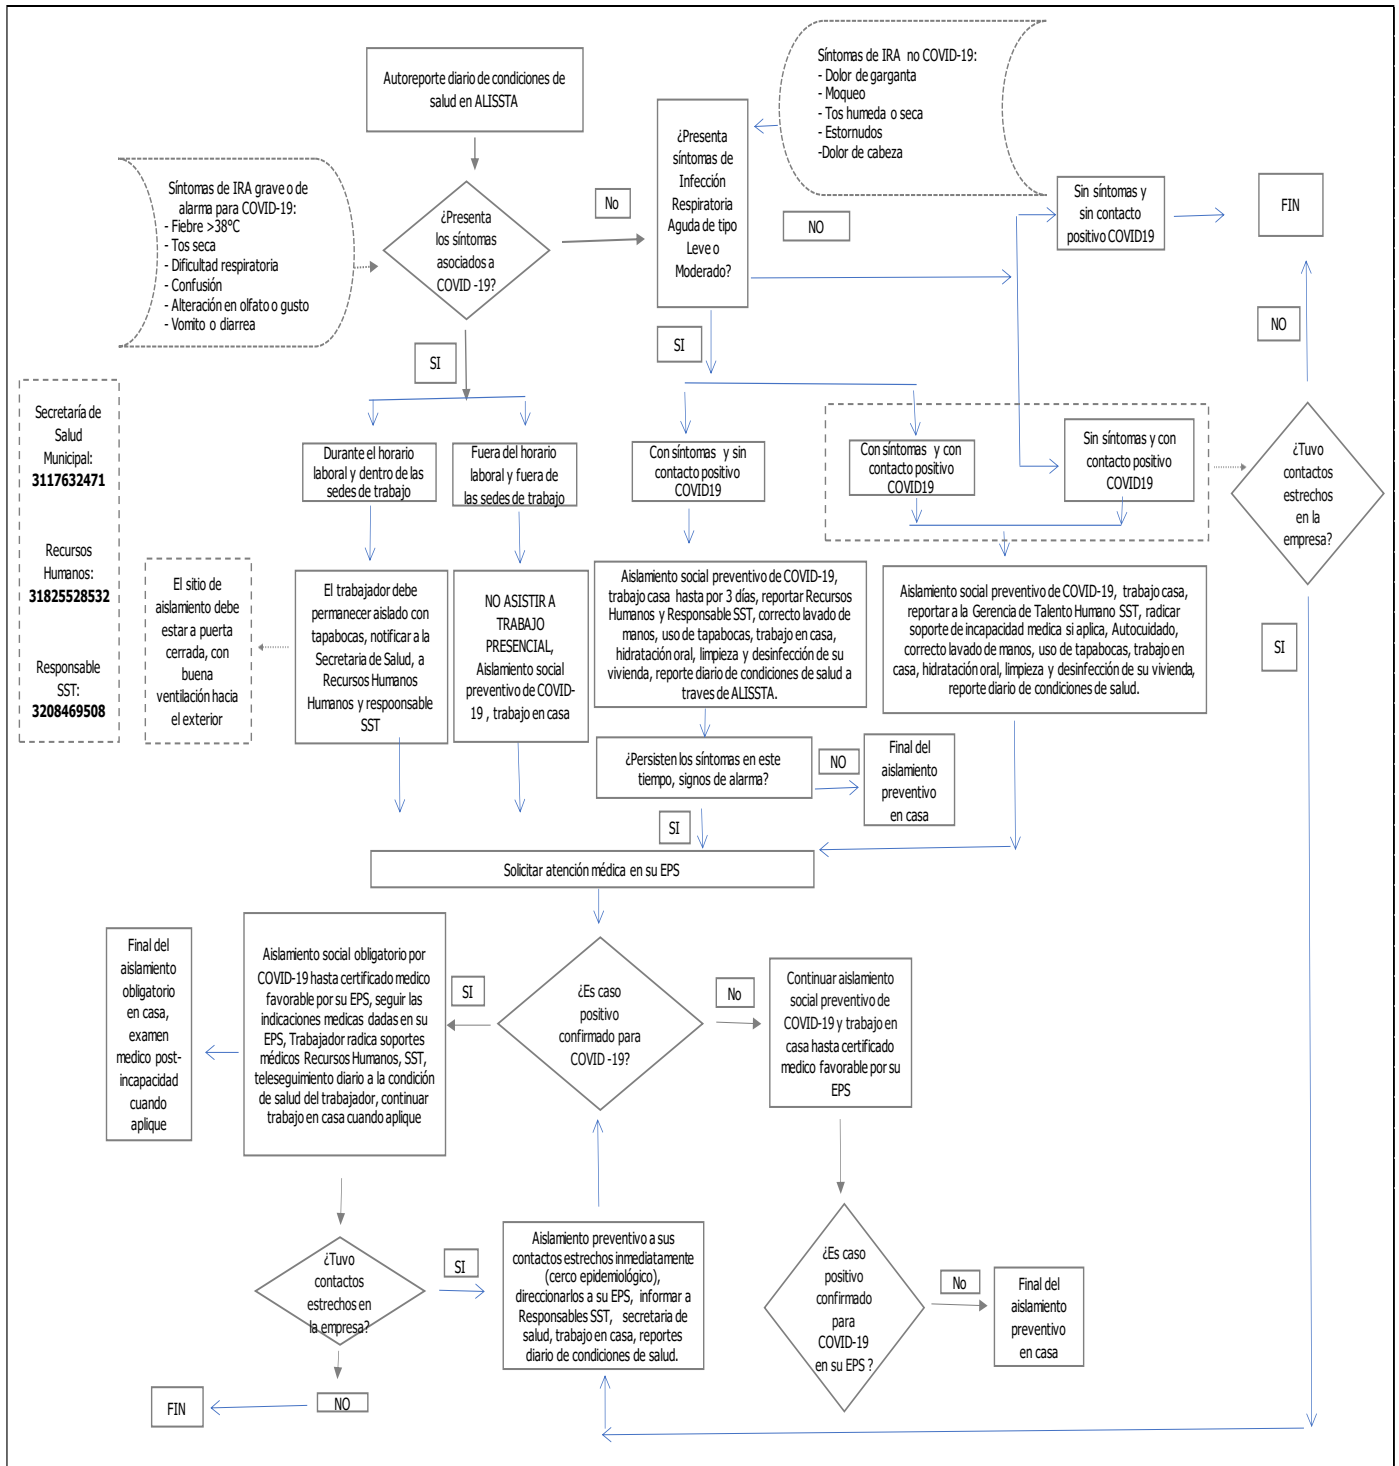 Autoreporte diario de condiciones de
salud en ALISSTA
Síntomas de IRA no COVID-19:
- Dolor de garganta
- Moqueo
- Tos humeda o seca
- Estornudos
-Dolor de cabeza
¿Presenta
síntomas de
Infección
Respiratoria
Aguda de tipo
Leve o
Moderado?
Síntomas de IRA grave o de
alarma para COVID-19:
- Fiebre >38°C
- Tos seca
- Dificultad respiratoria
- Confusión
- Alteración en olfato o gusto
- Vomito o diarrea
¿Presenta
los síntomas
asociados a
COVID -19?
No
NO
Sin síntomas y
sin contacto
positivo COVID19
FIN
NO
SI
SI
Secretaría de
Salud
Municipal:
3117632471
Recursos
Humanos:
31825528532
Responsable
SST:
3208469508
Durante el horario
laboral y dentro de las
sedes de trabajo
Fuera del horario
laboral y fuera de
las sedes de trabajo
Con síntomas y sin
contacto positivo
COVID19
Con síntomas y con
contacto positivo
COVID19
Sin síntomas y con
contacto positivo
COVID19
¿Tuvo
contactos
estrechos
en la
empresa?
El sitio de
aislamiento debe
estar a puerta
cerrada, con
buena
ventilación hacia
el exterior
El trabajador debe
permanecer aislado con
tapabocas, notificar a la
Secretaria de Salud, a
Recursos Humanos
Humanos y respoonsable
SST
NO ASISTIR A
TRABAJO
PRESENCIAL,
Aislamiento social
preventivo de COVID-
19 , trabajo en casa
Aislamiento social preventivo de COVID-19,
trabajo casa hasta por 3 días, reportar Recursos
Humanos y Responsable SST, correcto lavado de
manos, uso de tapabocas, trabajo en casa,
hidratación oral, limpieza y desinfección de su
vivienda, reporte diario de condiciones de salud a
traves de ALISSTA.
Aislamiento social preventivo de COVID-19, trabajo casa,
reportar a la Gerencia de Talento Humano SST, radicar
soporte de incapacidad medica si aplica, Autocuidado,
correcto lavado de manos, uso de tapabocas, trabajo en
casa, hidratación oral, limpieza y desinfección de su vivienda,
reporte diario de condiciones de salud.
SI
¿Persisten los síntomas en este
tiempo, signos de alarma?
NO
Final del
aislamiento
preventivo
en casa
SI
Solicitar atención médica en su EPS
Final del
aislamiento
obligatorio
en casa,
examen
medico post-
incapacidad
cuando
aplique
Aislamiento social obligatorio por
COVID-19 hasta certificado medico
favorable por su EPS, seguir las
indicaciones medicas dadas en su
EPS, Trabajador radica soportes
médicos Recursos Humanos, SST,
teleseguimiento diario a la condición
de salud del trabajador, continuar
trabajo en casa cuando aplique
SI
¿Es caso
positivo
confirmado para
COVID -19?
No
Continuar aislamiento
social preventivo de
COVID-19 y trabajo en
casa hasta certificado
medico favorable por su
EPS
¿Tuvo
contactos
estrechos en
la empresa?
SI
Aislamiento preventivo a sus
contactos estrechos inmediatamente
(cerco epidemiológico),
direccionarlos a su EPS, informar a
Responsables SST, secretaria de
salud, trabajo en casa, reportes
diario de condiciones de salud.
¿Es caso
positivo
confirmado
para
COVID-19
en su EPS ?
No
Final del
aislamiento
preventivo
en casa
NO
FIN